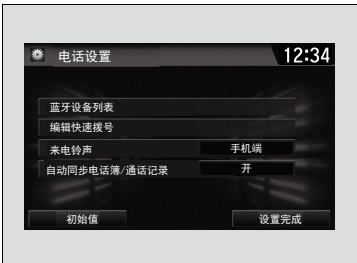 电话设置 12:34
蓝牙设备列表
编辑快速拨号
来电铃声 手机端
自动同步电话簿/通话记录 开
初始值 设置完成